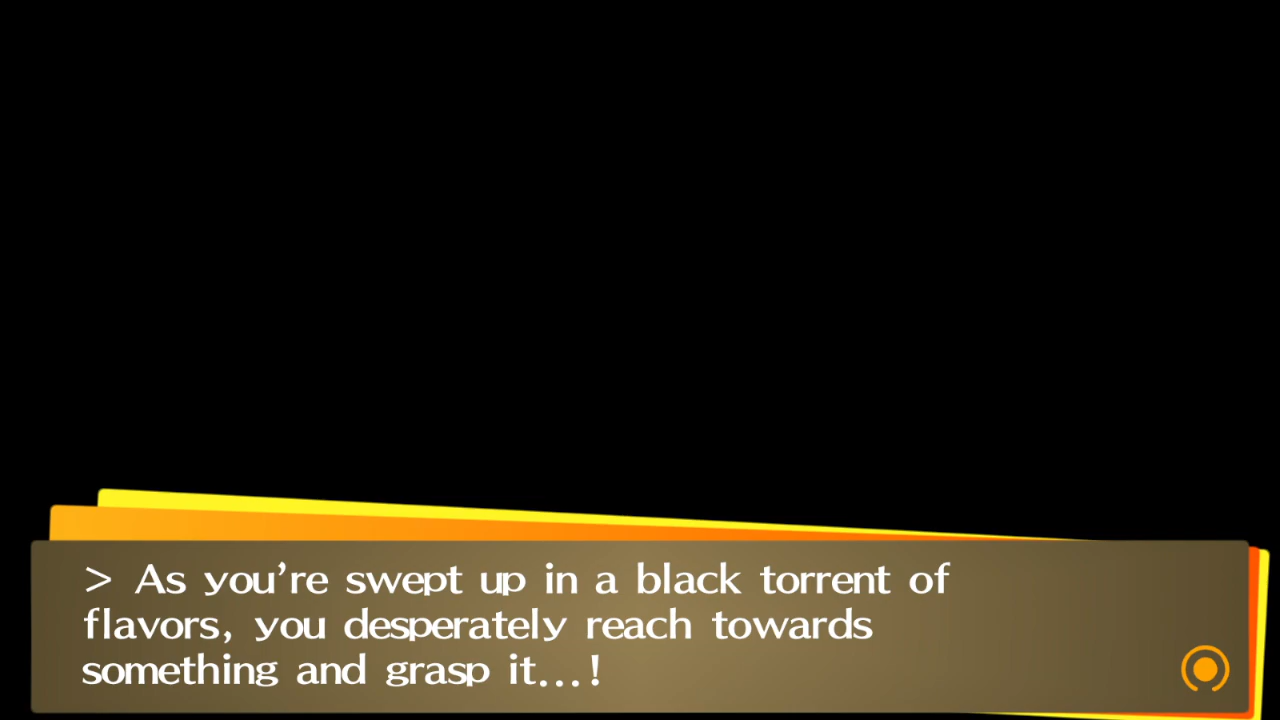 > As you're swept up in a black torrent of
flavors, you desperately reach towards
something and grasp it...!